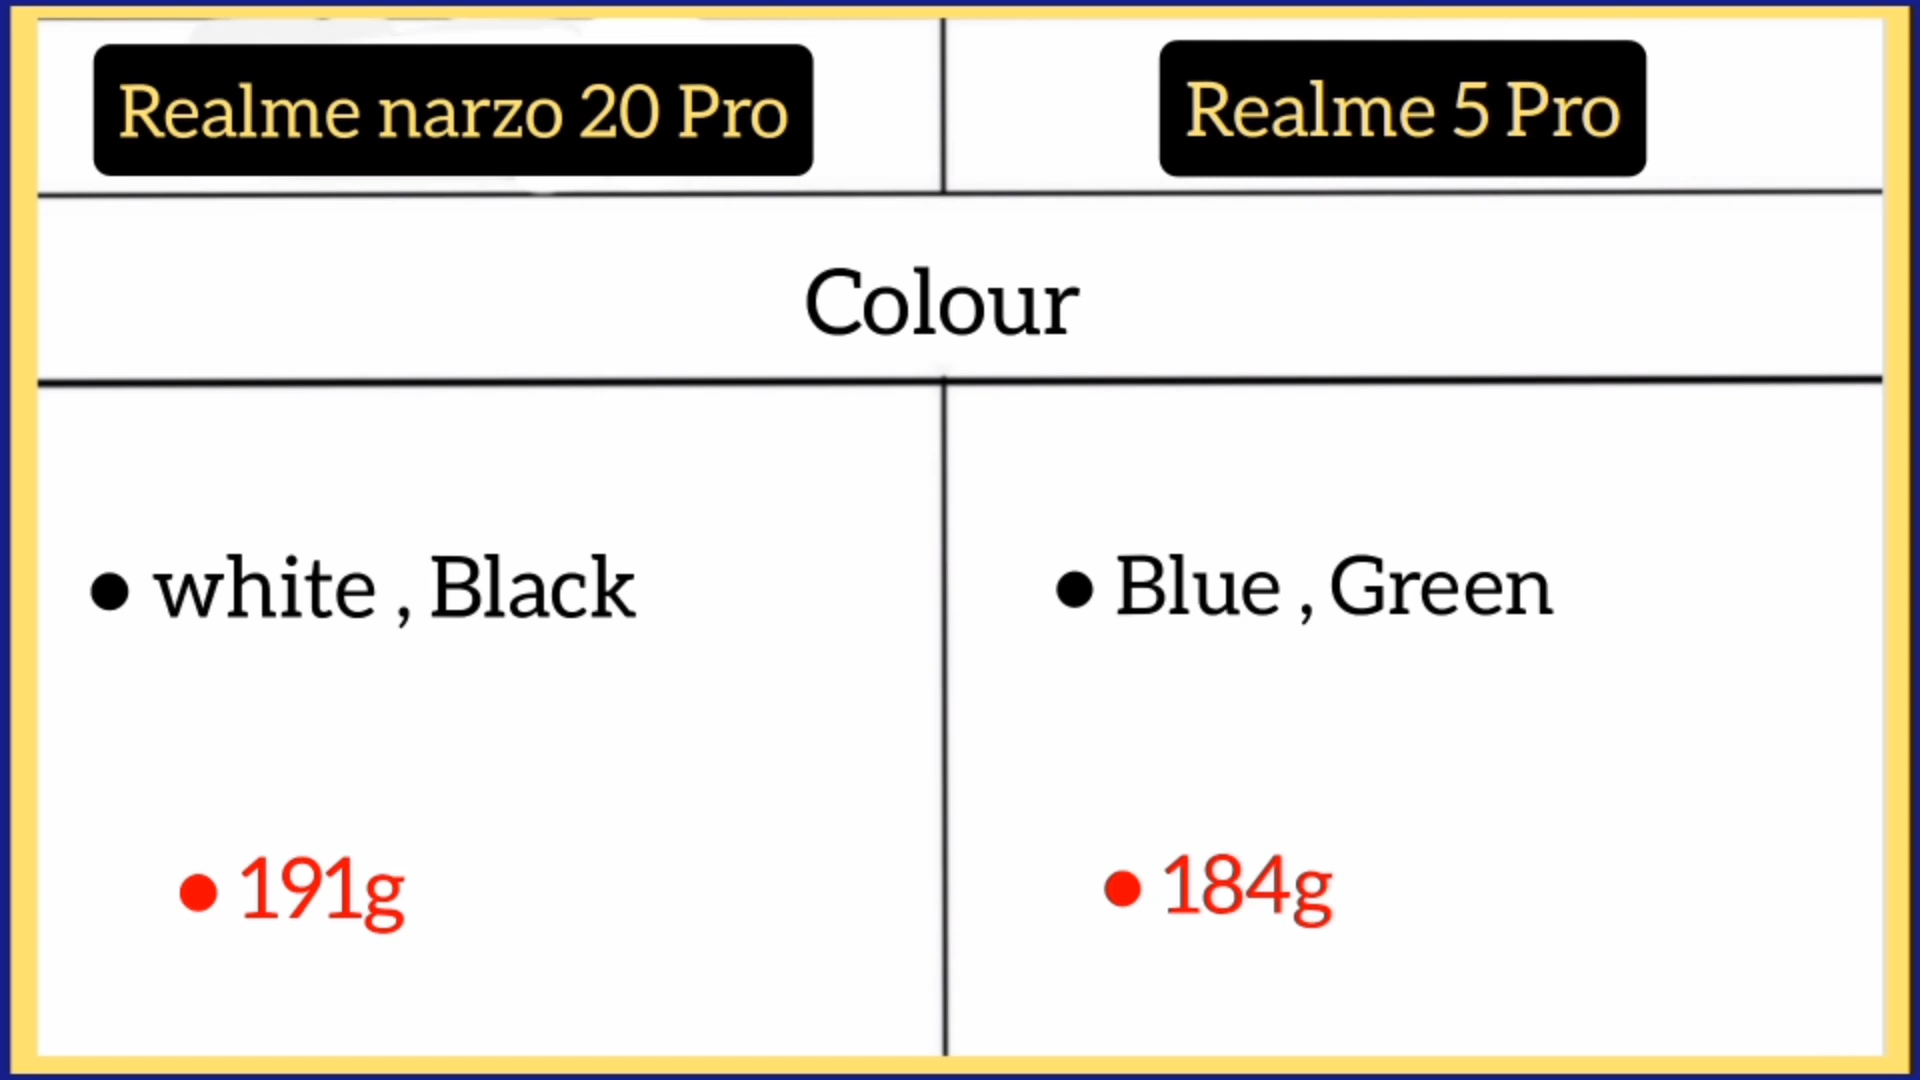 Realme narzo 20 Pro
Realme 5 Pro
Colour
● white , Black
● Blue , Green
● 191g
● 184g